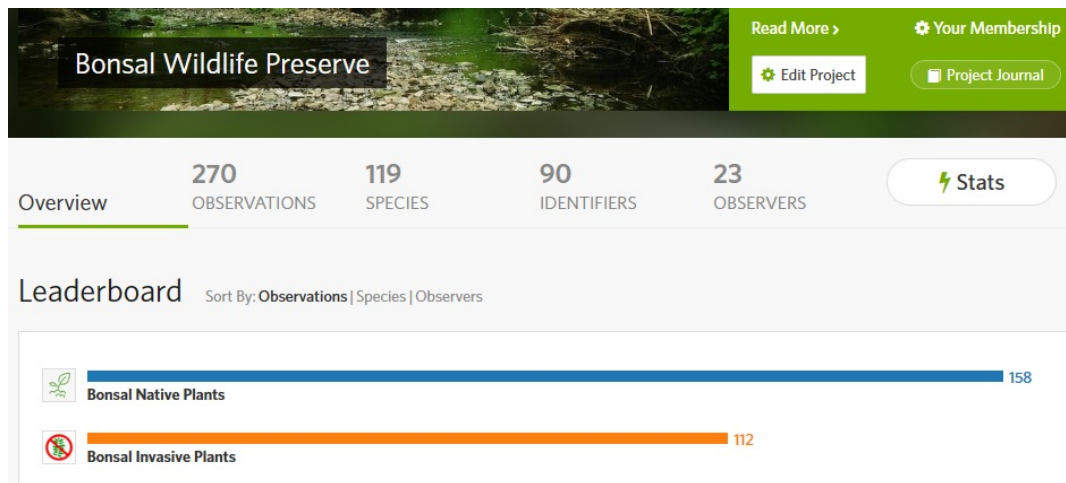 Bonsal Wildlife Preserve
Read More >
Your Membership
Edit Project
Project Journal
Overview
270
OBSERVATIONS
119
SPECIES
90
IDENTIFIERS
23
OBSERVERS
Stats
Leaderboard
Sort By: Observations | Species | Observers
158
Bonsal Native Plants
112
Bonsal Invasive Plants